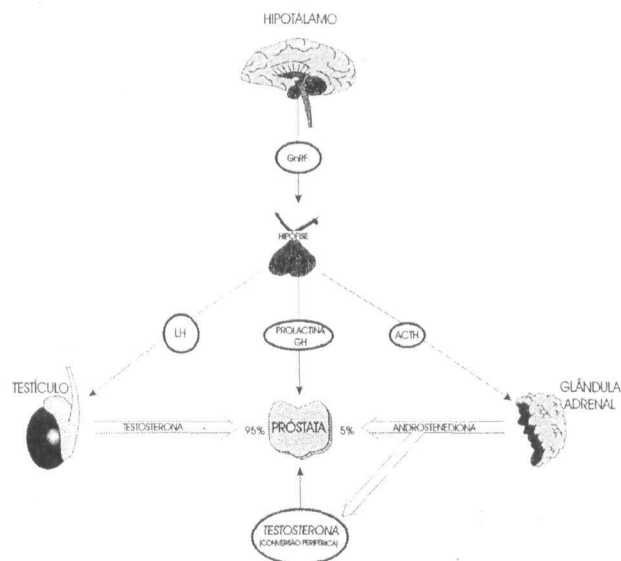 HIPOTÁLAMO
GnRF
HIPÓFISE
LH
PROLACTINA
GH
ACTH
TESTÍCULO
GLÂNDULA
ADRENAL
TESTOSTERONA
95%
PRÓSTATA
5%
ANDROSTENEDIONA
TESTOSTERONA
(CONVERSÃO PERIFÉRICA)